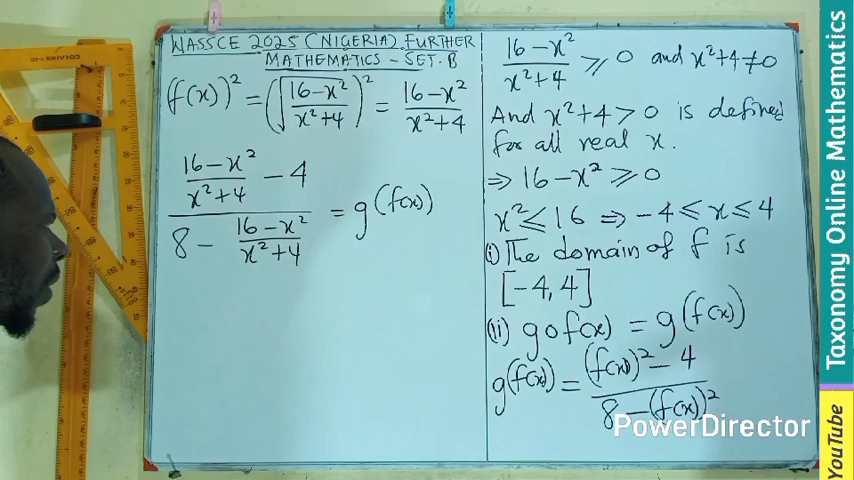 WASSCE 2025 (NIGERIA) FURTHER
MATHEMATICS - SET B
(f(x))² = (√((16-x²)/(x²+4)))² = (16-x²)/(x²+4)
((16-x²)/(x²+4) - 4)/(8 - (16-x²)/(x²+4)) = g(f(x))
(16-x²)/(x²+4) ⩾ 0 and x²+4≠0
And x²+4>0 is defined
for all real x.
⇒ 16-x² ⩾ 0
x² ⩽ 16 ⇒ -4 ⩽ x ⩽ 4
(i) The domain of f is
[-4, 4]
(ii) gof(x) = g(f(x))
g(f(x)) = ((f(x))² - 4)/(8 - (f(x))²)
PowerDirector
Taxonomy Online Mathematics
YouTube